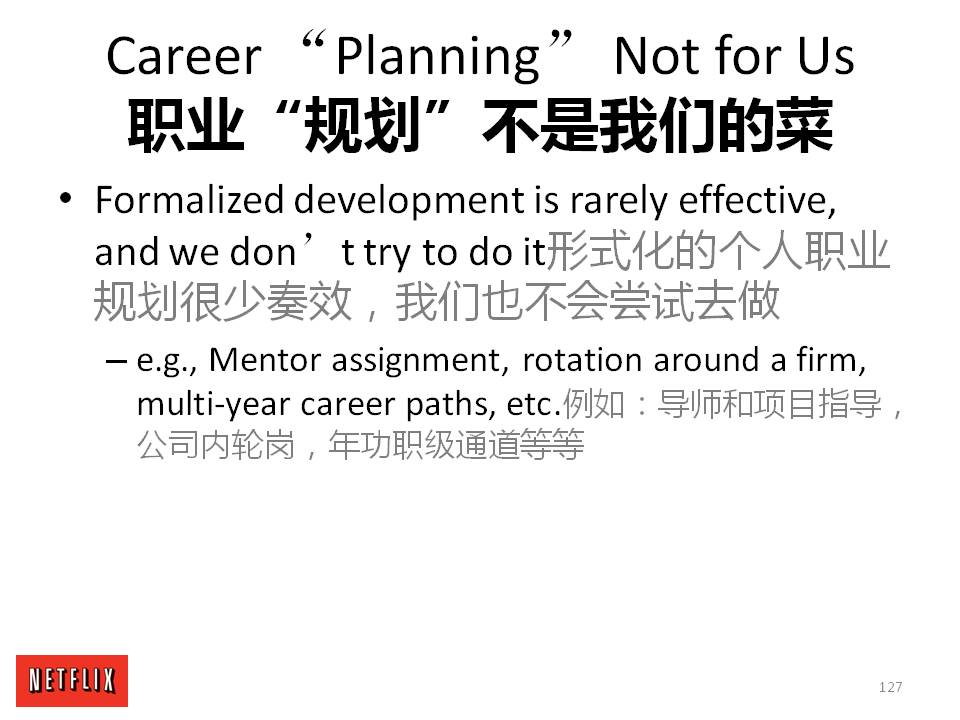 Career “Planning” Not for Us
职业“规划”不是我们的菜
• Formalized development is rarely effective,
and we don’t try to do it形式化的个人职业
规划很少奏效，我们也不会尝试去做
– e.g., Mentor assignment, rotation around a firm,
multi-year career paths, etc.例如：导师和项目指导，
公司内轮岗，年功职级通道等等
NETFLIX
127